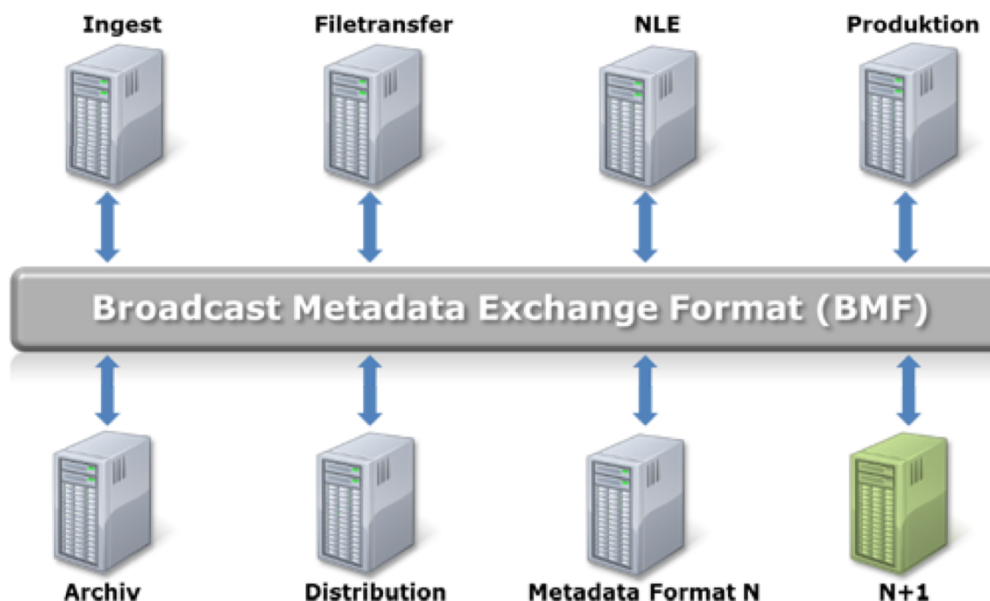 Ingest
Filetransfer
NLE
Produktion
Broadcast Metadata Exchange Format (BMF)
Archiv
Distribution
Metadata Format N
N+1